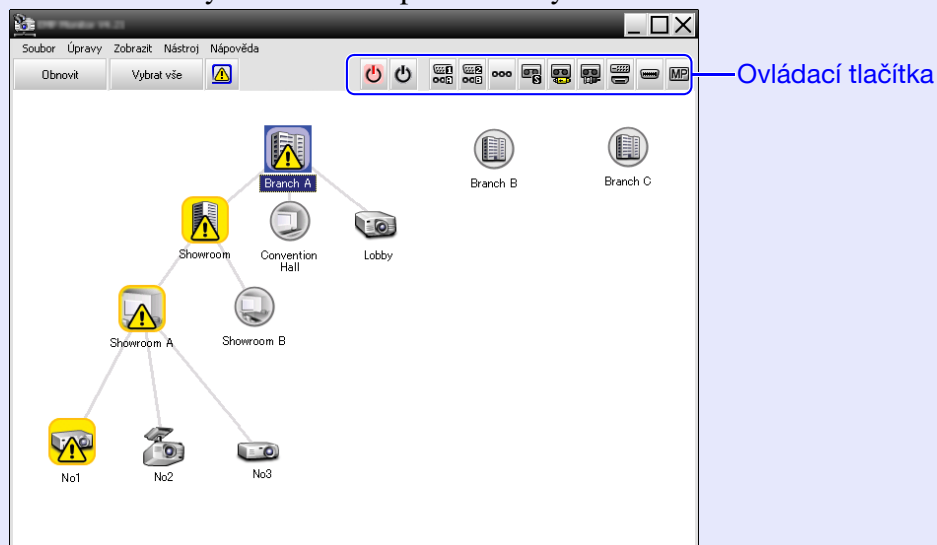 Soubor Úpravy Zobrazit Nástroj Nápověda
Obnovit Vybrat vše
MP
Ovládací tlačítka
Branch A
Branch B
Branch C
Showroom
Convention
Hall
Lobby
Showroom A
Showroom B
No1
No2
No3